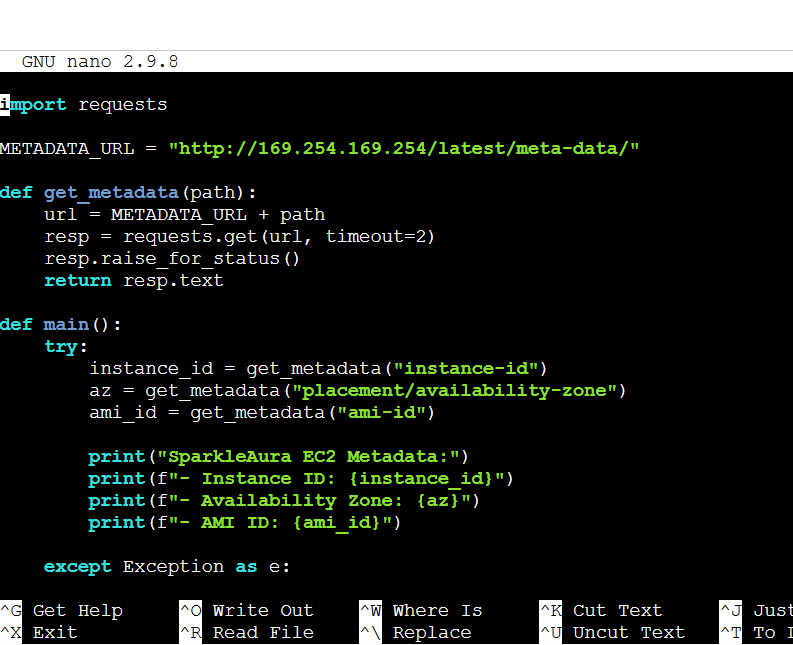 GNU nano 2.9.8
import requests
METADATA_URL = "http://169.254.169.254/latest/meta-data/"
def get_metadata(path):
    url = METADATA_URL + path
    resp = requests.get(url, timeout=2)
    resp.raise_for_status()
    return resp.text
def main():
    try:
        instance_id = get_metadata("instance-id")
        az = get_metadata("placement/availability-zone")
        ami_id = get_metadata("ami-id")
        print("SparkleAura EC2 Metadata:")
        print(f"- Instance ID: {instance_id}")
        print(f"- Availability Zone: {az}")
        print(f"- AMI ID: {ami_id}")
    except Exception as e:
^G Get Help ^O Write Out ^W Where Is ^K Cut Text ^J Just
^X Exit ^R Read File ^\ Replace ^U Uncut Text ^T To